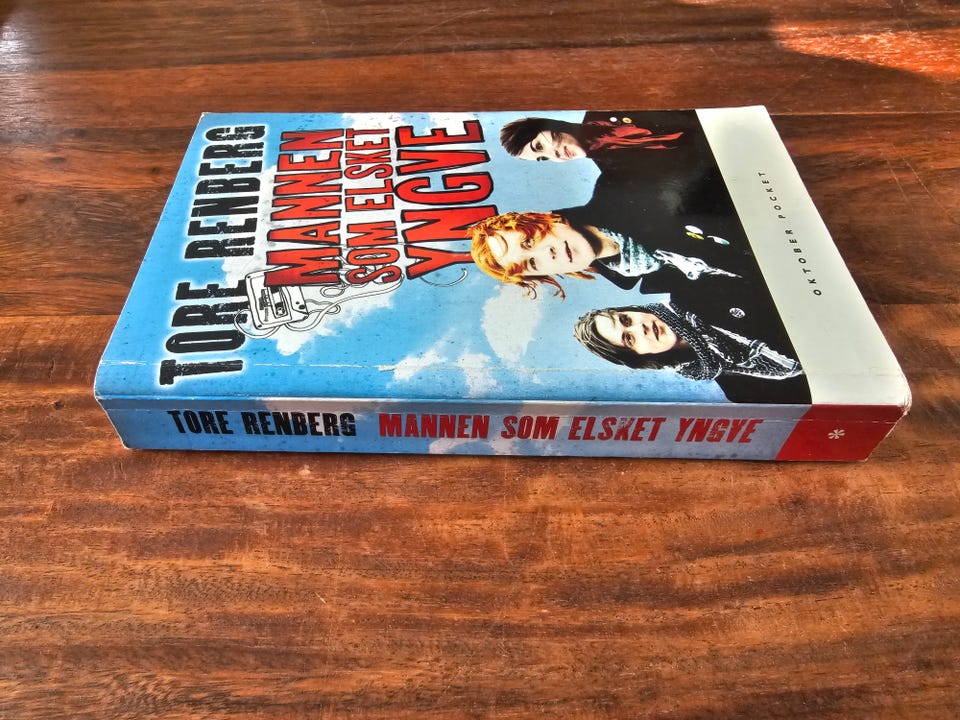 TORE RENBERG
MANNEN
SOM ELSKET
YNGVE
OKTOBER POCKET
TORE RENBERG MANNEN SOM ELSKET YNGVE